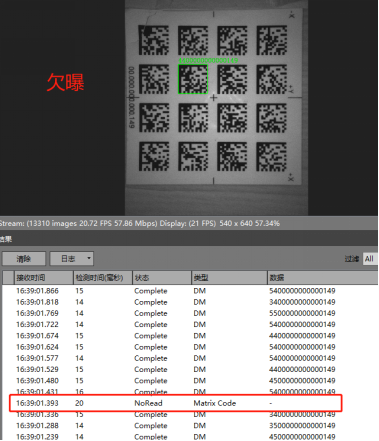 欠曝
00.000.000.000.149
Stream: (13310 images 20.72 FPS 57.86 Mbps) Display: (21 FPS) 540 x 640 57.34%
结果
清除 日志 过滤 All
接收时间 检测时间(毫秒) 状态 类型 数据
16:39:01.866 15 Complete DM 5400000000000149
16:39:01.818 14 Complete DM 3400000000000149
16:39:01.769 14 Complete DM 5500000000000149
16:39:01.722 14 Complete DM 5400000000000149
16:39:01.674 15 Complete DM 4400000000000149
16:39:01.624 15 Complete DM 5400000000000149
16:39:01.577 14 Complete DM 5400000000000149
16:39:01.529 15 Complete DM 4400000000000149
16:39:01.480 15 Complete DM 4500000000000149
16:39:01.431 16 Complete DM 5400000000000149
16:39:01.393 20 NoRead Matrix Code -
16:39:01.336 15 Complete DM 3400000000000149
16:39:01.288 14 Complete DM 3500000000000149
16:39:01.239 14 Complete DM 4500000000000149